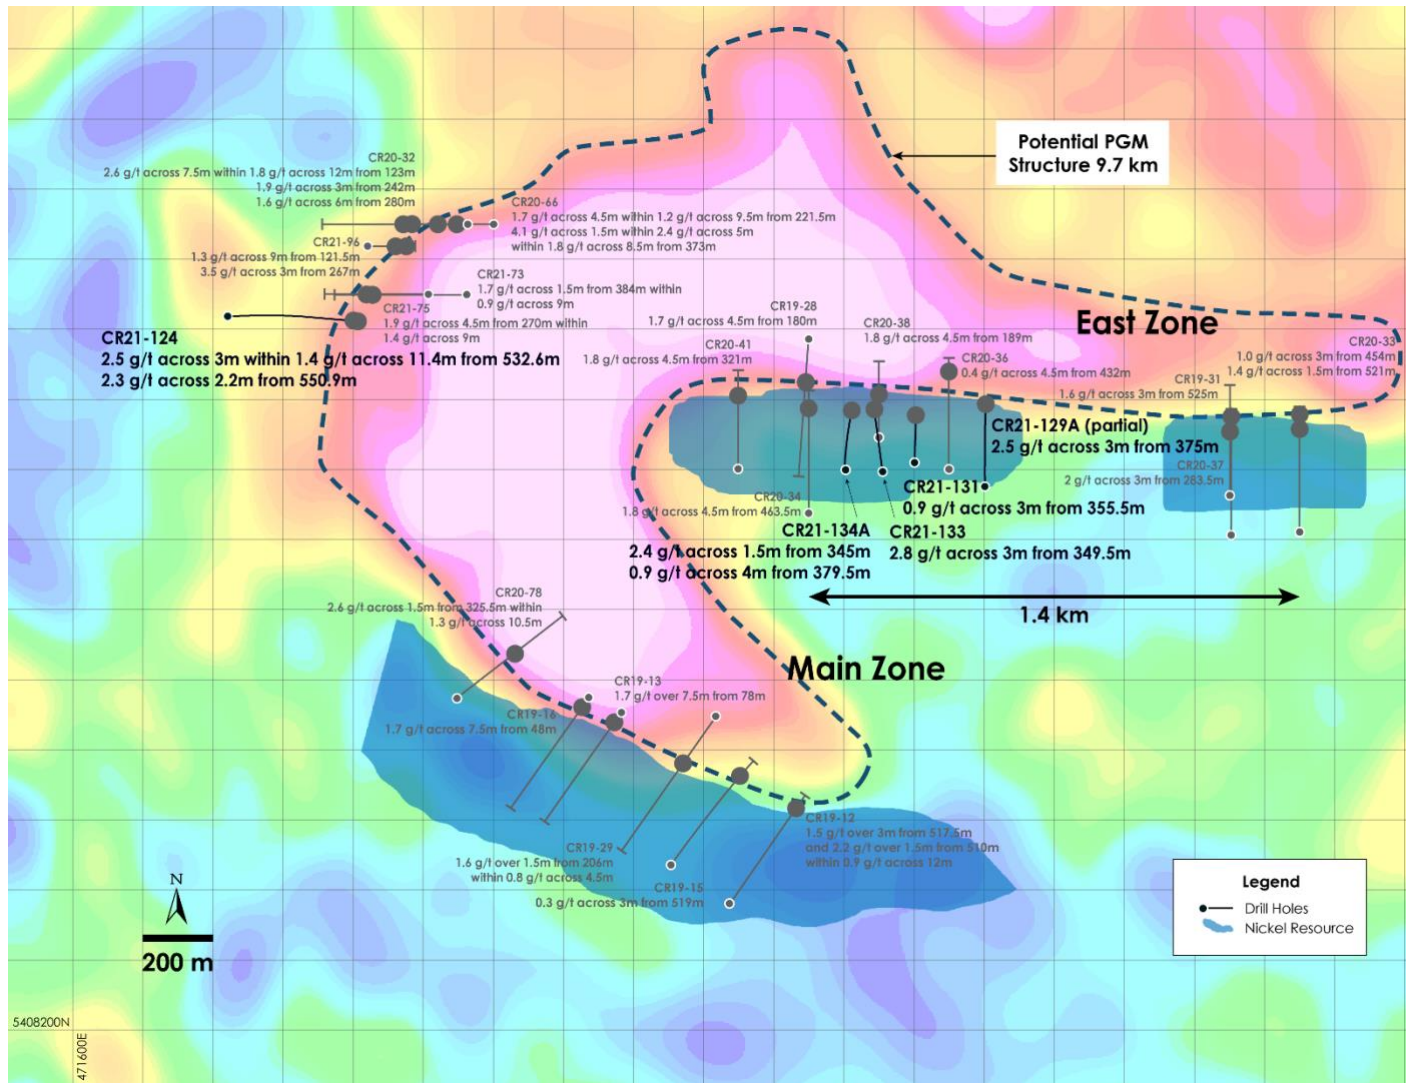 Potential PGM
Structure 9.7 km
CR20-32
2.6 g/t across 7.5m within 1.8 g/t across 12m from 123m
1.9 g/t across 3m from 242m
1.6 g/t across 6m from 280m
CR20-66
1.7 g/t across 4.5m within 1.2 g/t across 9.5m from 221.5m
4.1 g/t across 1.5m within 2.4 g/t across 5m
within 1.8 g/t across 8.5m from 373m
CR21-96
1.3 g/t across 9m from 121.5m
3.5 g/t across 3m from 267m
CR21-73
1.7 g/t across 1.5m from 384m within
0.9 g/t across 9m
CR21-75
1.9 g/t across 4.5m from 270m within
1.4 g/t across 9m
CR21-124
2.5 g/t across 3m within 1.4 g/t across 11.4m from 532.6m
2.3 g/t across 2.2m from 550.9m
CR19-28
1.7 g/t across 4.5m from 180m
CR20-41
1.8 g/t across 4.5m from 321m
CR20-38
1.8 g/t across 4.5m from 189m
East Zone
CR20-36
0.4 g/t across 4.5m from 432m
CR20-33
1.0 g/t across 3m from 454m
1.4 g/t across 1.5m from 521m
CR19-31
1.6 g/t across 3m from 525m
CR21-129A (partial)
2.5 g/t across 3m from 375m
CR20-37
2 g/t across 3m from 283.5m
CR21-131
0.9 g/t across 3m from 355.5m
CR20-34
1.8 g/t across 4.5m from 463.5m
CR21-134A
2.4 g/t across 1.5m from 345m
0.9 g/t across 4m from 379.5m
CR21-133
2.8 g/t across 3m from 349.5m
1.4 km
CR20-78
2.6 g/t across 1.5m from 325.5m within
1.3 g/t across 10.5m
Main Zone
CR19-13
1.7 g/t over 7.5m from 78m
CR19-16
1.7 g/t across 7.5m from 48m
CR19-12
1.5 g/t over 3m from 517.5m
and 2.2 g/t over 1.5m from 510m
within 0.9 g/t across 12m
CR19-29
1.6 g/t over 1.5m from 206m
within 0.8 g/t across 4.5m
CR19-15
0.3 g/t across 3m from 519m
Legend
Drill Holes
Nickel Resource
N
200 m
5408200N
471600E